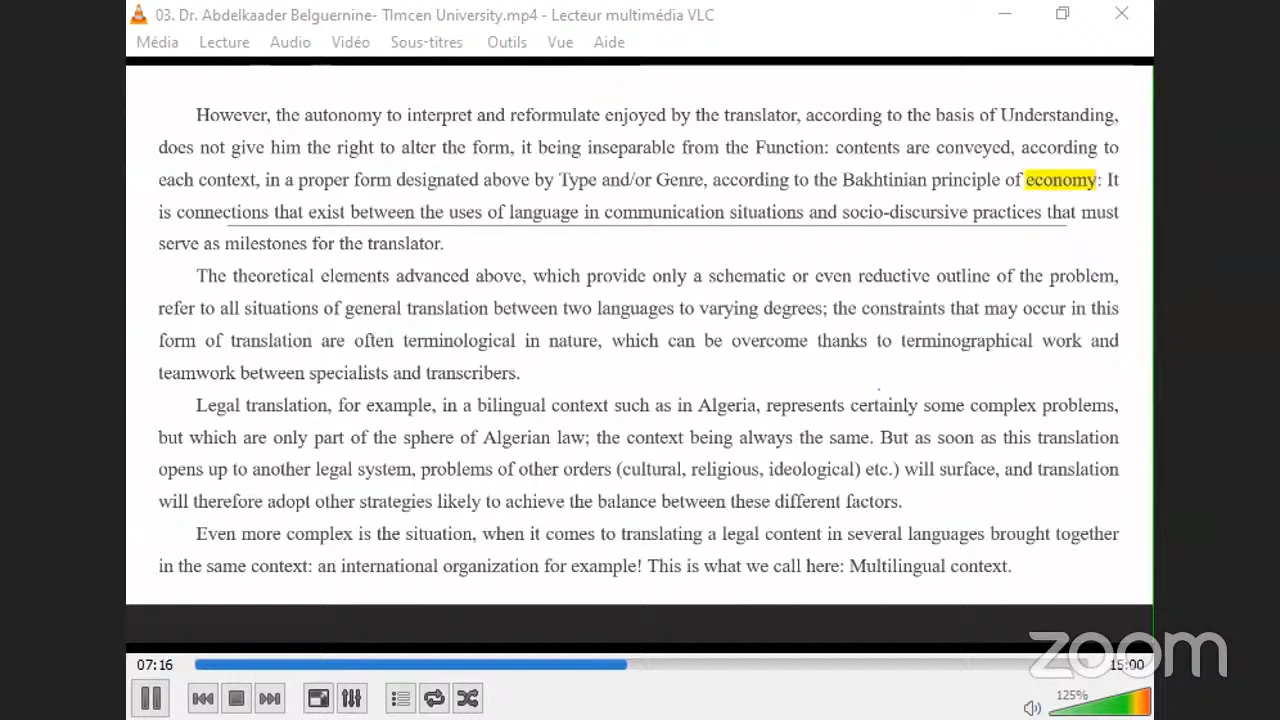 03. Dr. Abdelkaader Belguernine- Tlmcen University.mp4 - Lecteur multimédia VLC
Média Lecture Audio Vidéo Sous-titres Outils Vue Aide
However, the autonomy to interpret and reformulate enjoyed by the translator, according to the basis of Understanding,
does not give him the right to alter the form, it being inseparable from the Function: contents are conveyed, according to
each context, in a proper form designated above by Type and/or Genre, according to the Bakhtinian principle of economy: It
is connections that exist between the uses of language in communication situations and socio-discursive practices that must
serve as milestones for the translator.
The theoretical elements advanced above, which provide only a schematic or even reductive outline of the problem,
refer to all situations of general translation between two languages to varying degrees; the constraints that may occur in this
form of translation are often terminological in nature, which can be overcome thanks to terminographical work and
teamwork between specialists and transcribers.
Legal translation, for example, in a bilingual context such as in Algeria, represents certainly some complex problems,
but which are only part of the sphere of Algerian law; the context being always the same. But as soon as this translation
opens up to another legal system, problems of other orders (cultural, religious, ideological) etc.) will surface, and translation
will therefore adopt other strategies likely to achieve the balance between these different factors.
Even more complex is the situation, when it comes to translating a legal content in several languages brought together
in the same context: an international organization for example! This is what we call here: Multilingual context.
zoom
07:16 15:00
125%